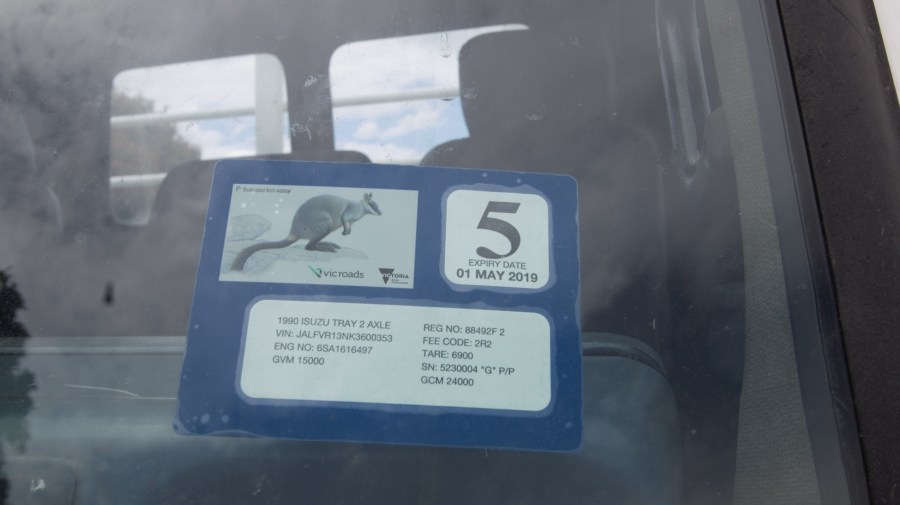 vicroads
VICTORIA
5
EXPIRY DATE
01 MAY 2019
1990 ISUZU TRAY 2 AXLE
VIN: JALFVR13NK3600353
ENG NO: 6SA1616497
GVM 15000
REG NO: 88492F 2
FEE CODE: 2R2
TARE: 6900
SN: 5230004 "G" P/P
GCM 24000